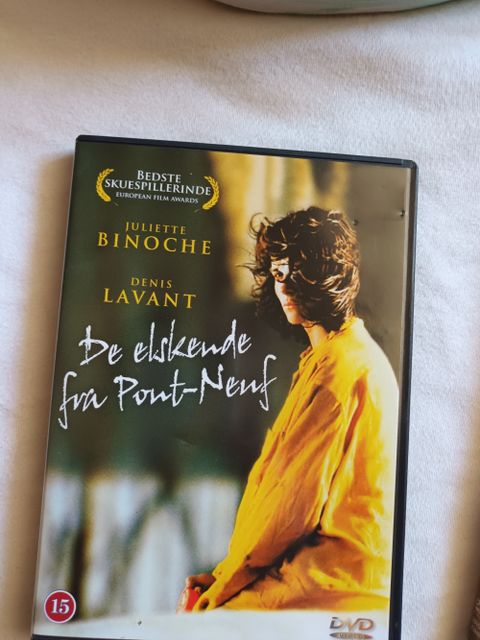 BEDSTE
SKUESPILLERINDE
EUROPEAN FILM AWARDS
JULIETTE
BINOCHE
DENIS
LAVANT
De elskende
fra Pont-Neuf
15
DVD